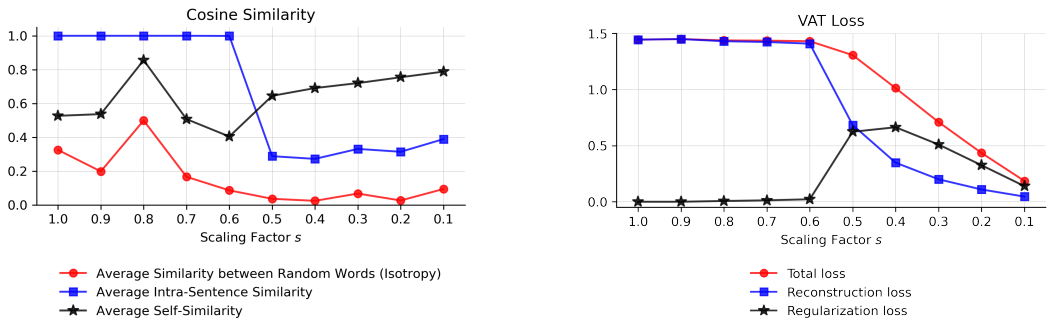 Cosine Similarity
1.0
0.8
0.6
0.4
0.2
0.0
1.0 0.9 0.8 0.7 0.6 0.5 0.4 0.3 0.2 0.1
Scaling Factor s
Average Similarity between Random Words (Isotropy)
Average Intra-Sentence Similarity
Average Self-Similarity
VAT Loss
1.5
1.0
0.5
0.0
1.0 0.9 0.8 0.7 0.6 0.5 0.4 0.3 0.2 0.1
Scaling Factor s
Total loss
Reconstruction loss
Regularization loss